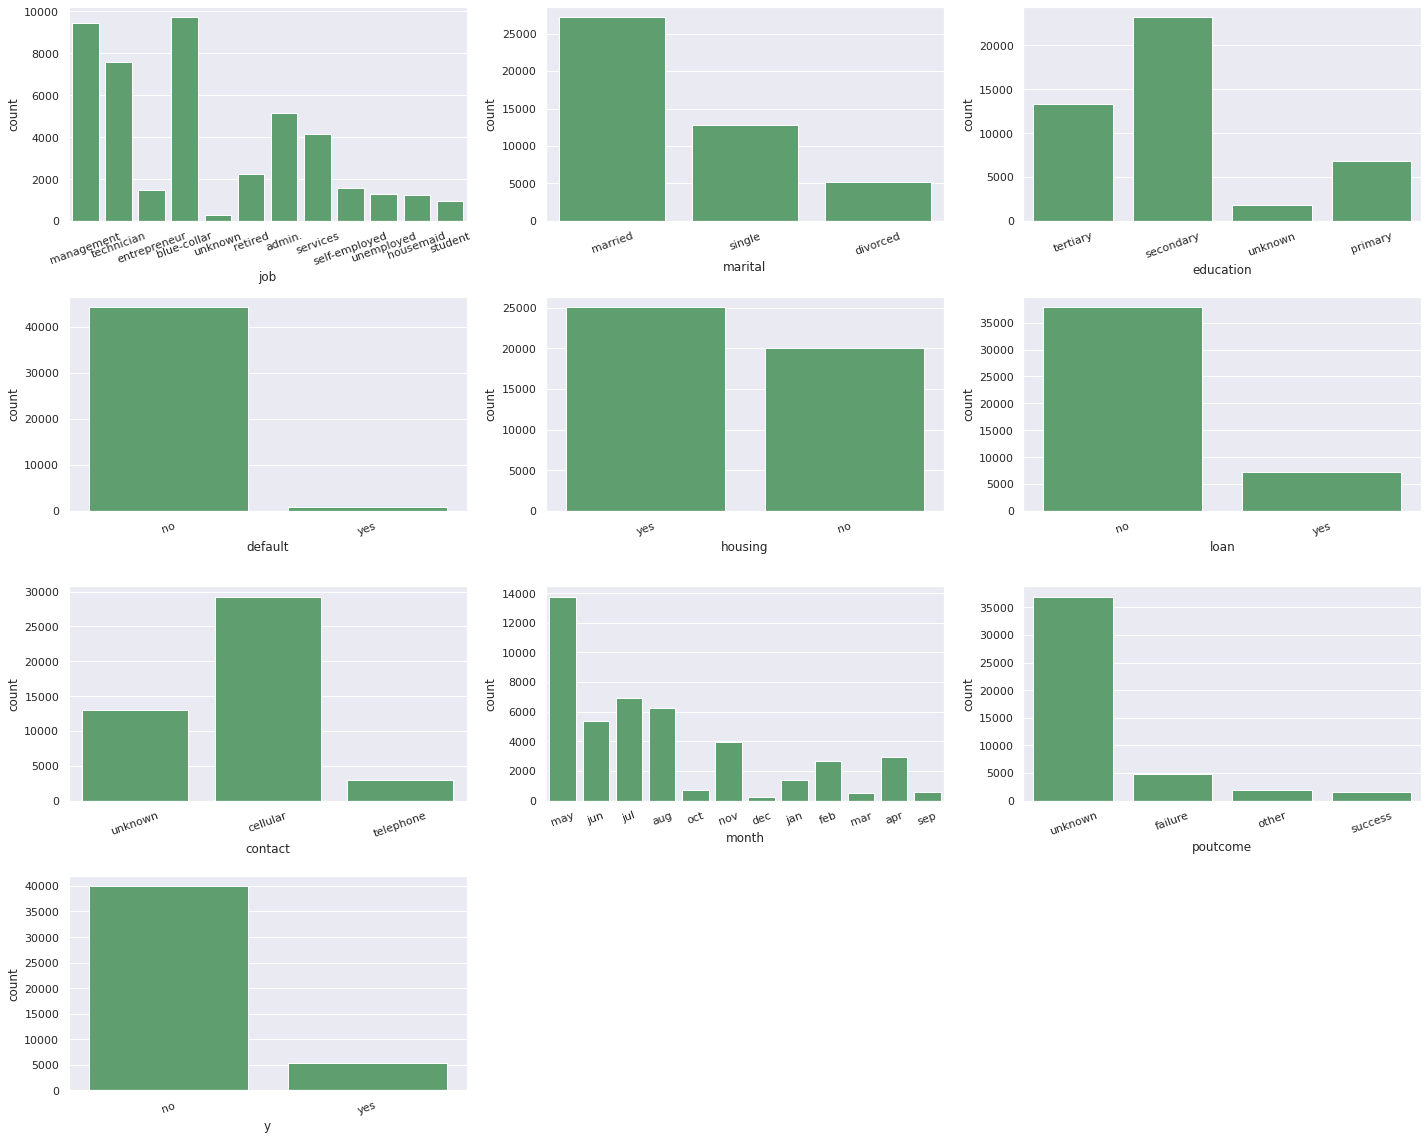 10000
8000
6000
4000
2000
0
count
management
technician
entrepreneur
blue-collar
unknown
retired
admin.
services
self-employed
unemployed
housemaid
student
job
25000
20000
15000
10000
5000
0
count
married
single
divorced
marital
20000
15000
10000
5000
0
count
tertiary
secondary
unknown
primary
education
40000
30000
20000
10000
0
count
no
yes
default
25000
20000
15000
10000
5000
0
count
yes
no
housing
35000
30000
25000
20000
15000
10000
5000
0
count
no
yes
loan
30000
25000
20000
15000
10000
5000
0
count
unknown
cellular
telephone
contact
14000
12000
10000
8000
6000
4000
2000
0
count
may
jun
jul
aug
oct
nov
dec
jan
feb
mar
apr
sep
month
35000
30000
25000
20000
15000
10000
5000
0
count
unknown
failure
other
success
poutcome
40000
35000
30000
25000
20000
15000
10000
5000
0
count
no
yes
y